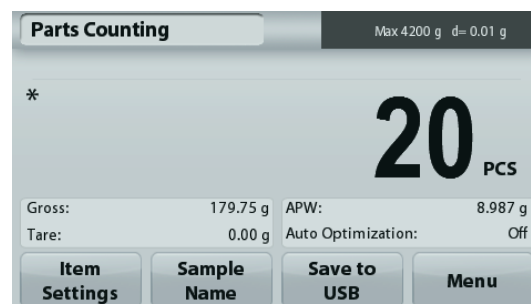 Parts Counting
Max 4200 g d= 0.01 g
*
20 PCS
Gross: 179.75 g APW: 8.987 g
Tare: 0.00 g Auto Optimization: Off
Item Settings
Sample Name
Save to USB
Menu